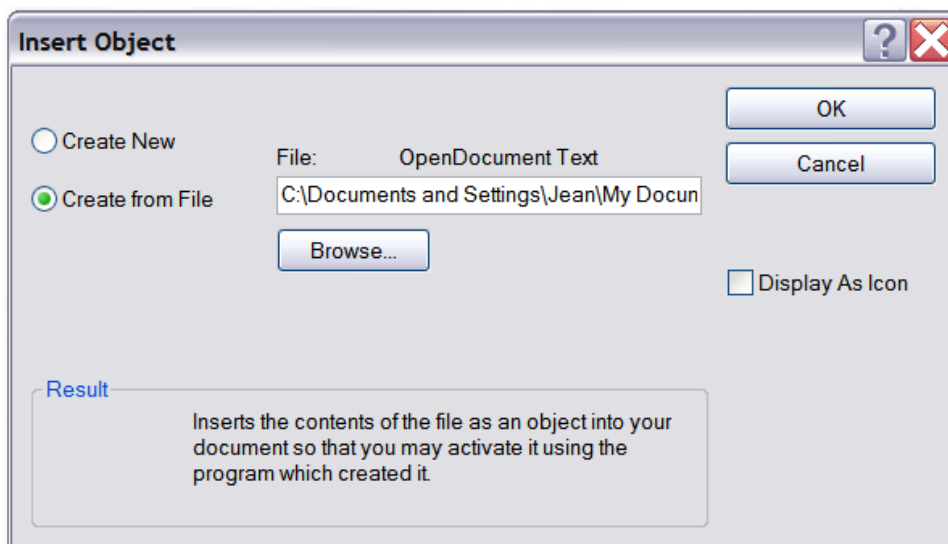 Insert Object
?
OK
Create New
File: OpenDocument Text
Cancel
Create from File
C:\Documents and Settings\Jean\My Docum
Browse...
Display As Icon
Result
Inserts the contents of the file as an object into your
document so that you may activate it using the
program which created it.